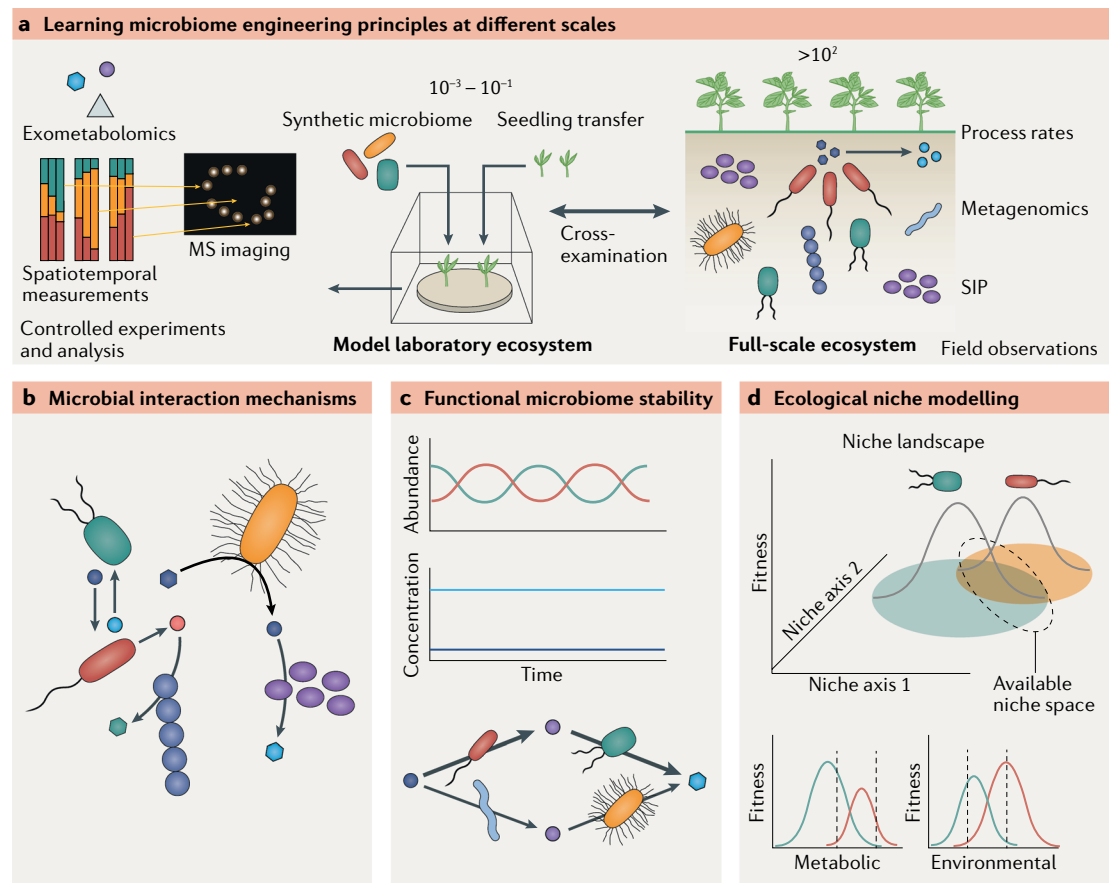 a Learning microbiome engineering principles at different scales
Exometabolomics
MS imaging
Spatiotemporal
measurements
Controlled experiments
and analysis
10⁻³ – 10⁻¹
Synthetic microbiome
Seedling transfer
Model laboratory ecosystem
Cross-
examination
>10²
Process rates
Metagenomics
SIP
Full-scale ecosystem
Field observations
b Microbial interaction mechanisms
c Functional microbiome stability
Abundance
Concentration
Time
d Ecological niche modelling
Niche landscape
Fitness
Niche axis 2
Niche axis 1
Available
niche space
Fitness
Metabolic
Fitness
Environmental